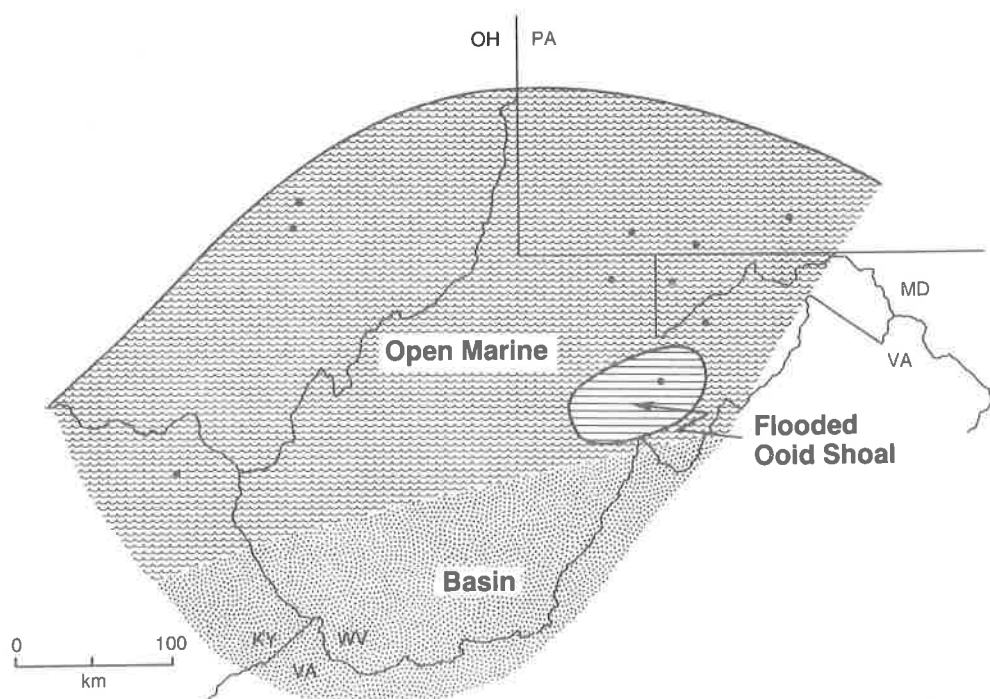 OH PA
MD
VA
Open Marine
Flooded
Ooid Shoal
Basin
KY WV
VA
0 100
km